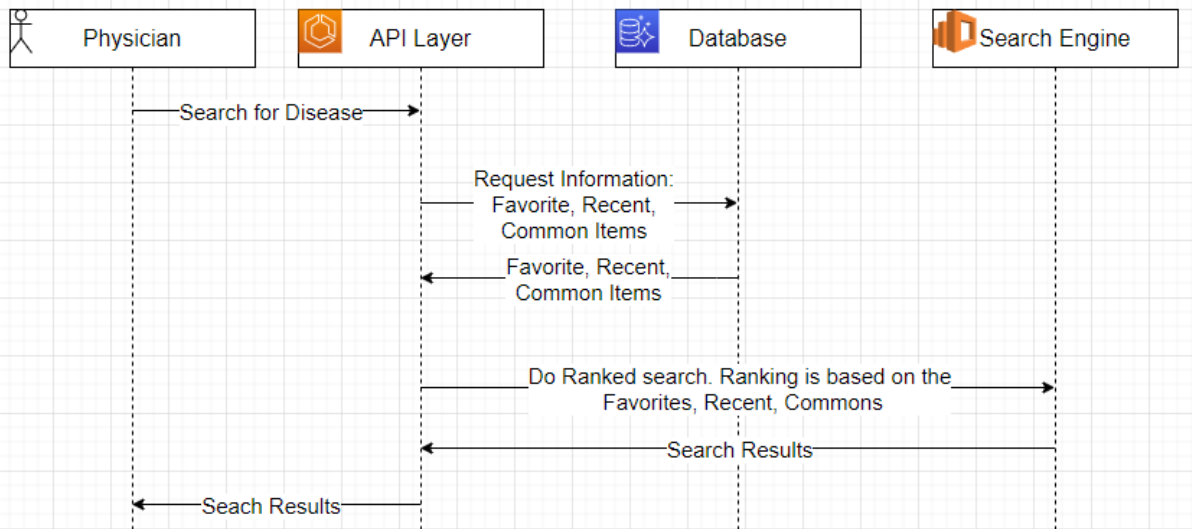 Physician
API Layer
Database
Search Engine
Search for Disease
Request Information:
Favorite, Recent,
Common Items
Favorite, Recent,
Common Items
Do Ranked search. Ranking is based on the
Favorites, Recent, Commons
Search Results
Seach Results